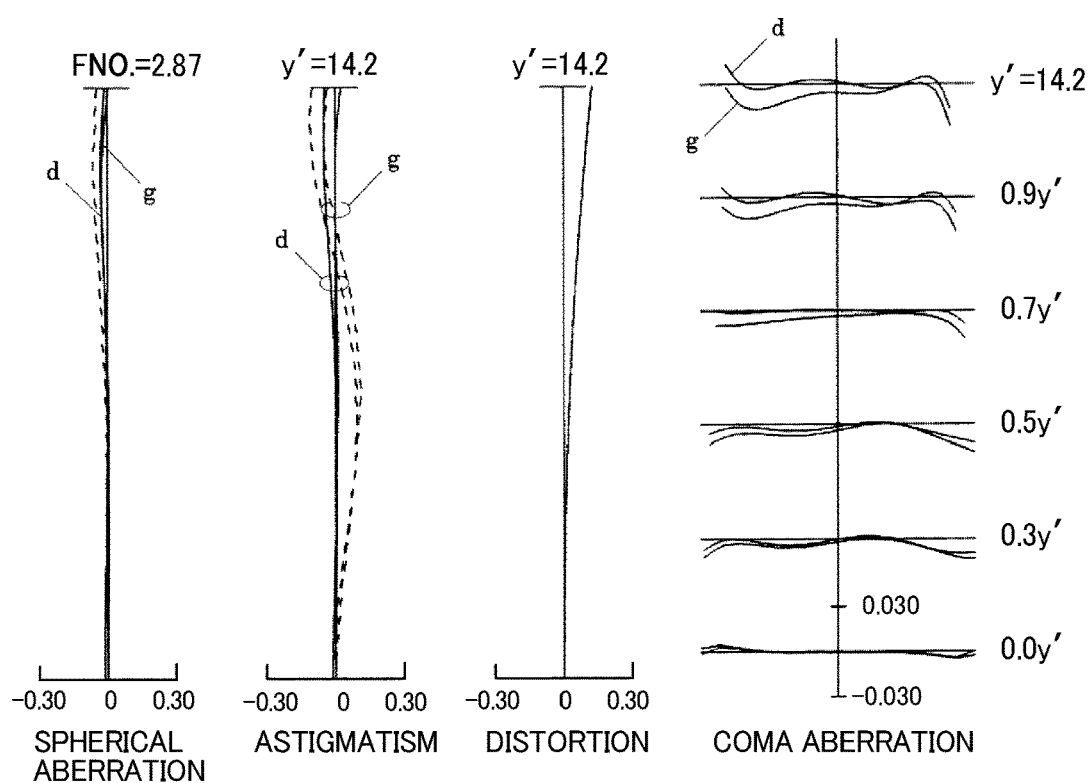 FNO.=2.87
d
g
-0.30 0 0.30
SPHERICAL
ABERRATION
y′=14.2
g
d
-0.30 0 0.30
ASTIGMATISM
y′=14.2
-0.30 0 0.30
DISTORTION
d
g
y′=14.2
0.9y′
0.7y′
0.5y′
0.3y′
0.030
0.0y′
-0.030
COMA ABERRATION